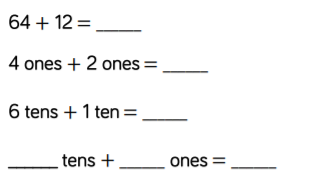 64 + 12 = _____
4 ones + 2 ones = _____
6 tens + 1 ten = _____
_____ tens + _____ ones = _____